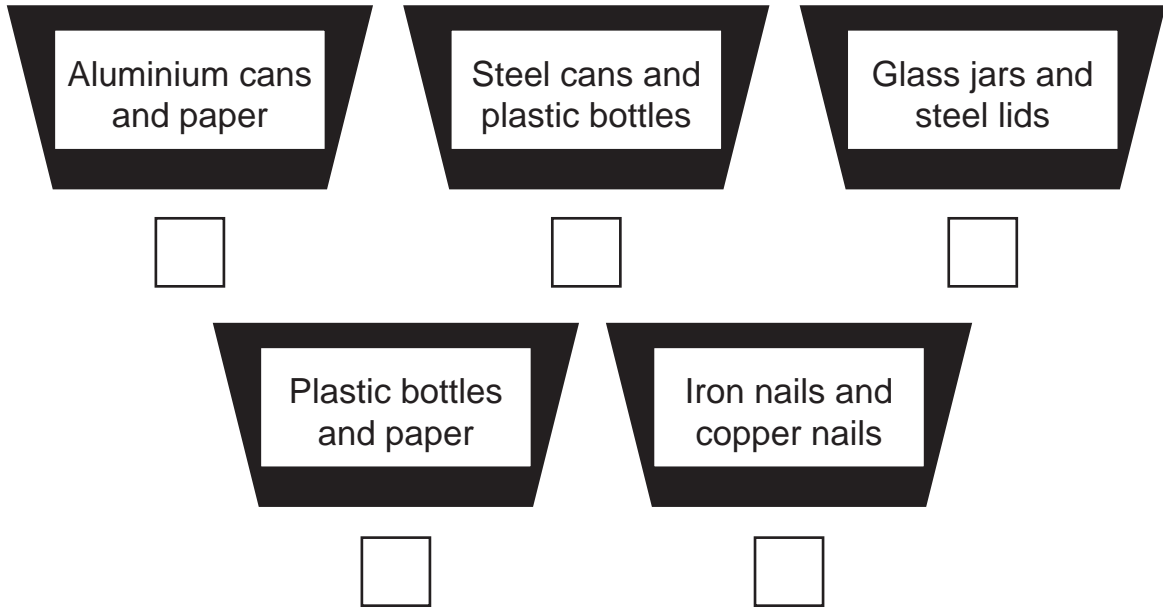 Aluminium cans
and paper
Steel cans and
plastic bottles
Glass jars and
steel lids
Plastic bottles
and paper
Iron nails and
copper nails